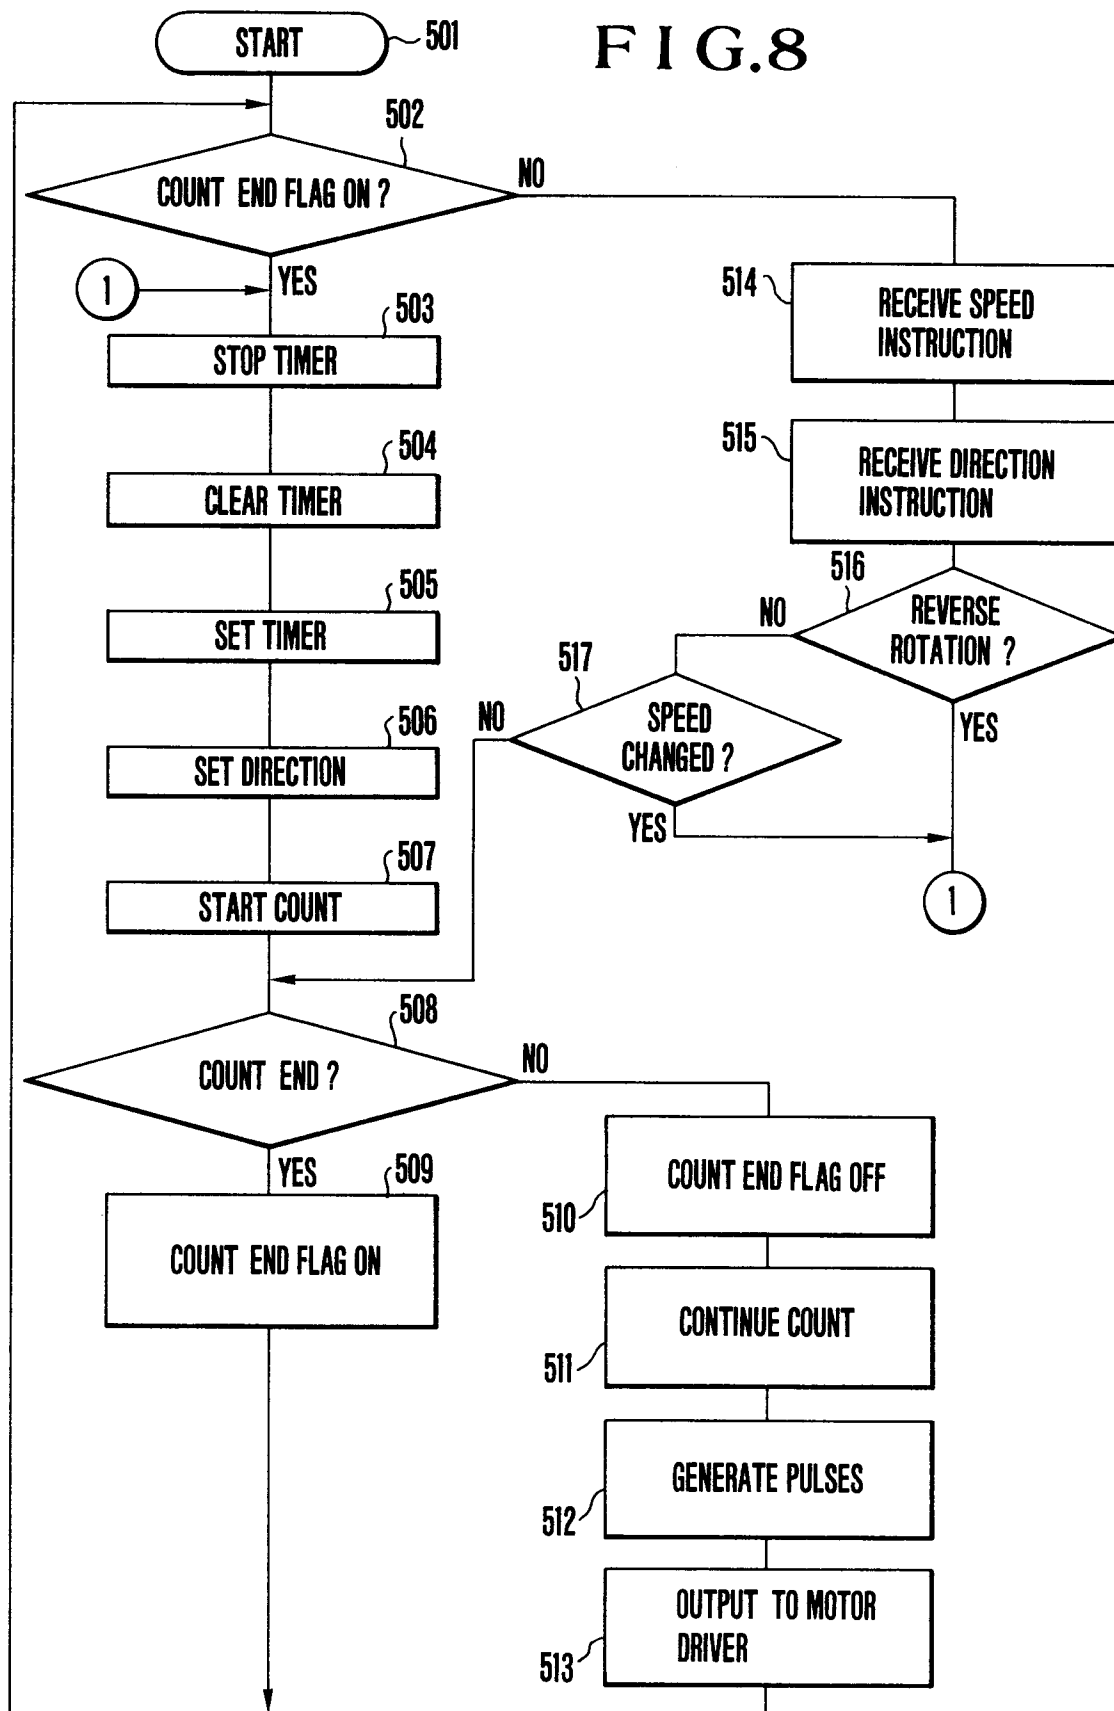 START
501
FIG.8
502
COUNT END FLAG ON ?
NO
YES
1
503
STOP TIMER
504
CLEAR TIMER
505
SET TIMER
506
SET DIRECTION
507
START COUNT
514
RECEIVE SPEED
INSTRUCTION
515
RECEIVE DIRECTION
INSTRUCTION
516
REVERSE
ROTATION ?
NO
YES
517
SPEED
CHANGED ?
NO
YES
1
508
COUNT END ?
NO
YES
509
COUNT END FLAG ON
COUNT END FLAG OFF
510
CONTINUE COUNT
511
GENERATE PULSES
512
OUTPUT TO MOTOR
DRIVER
513